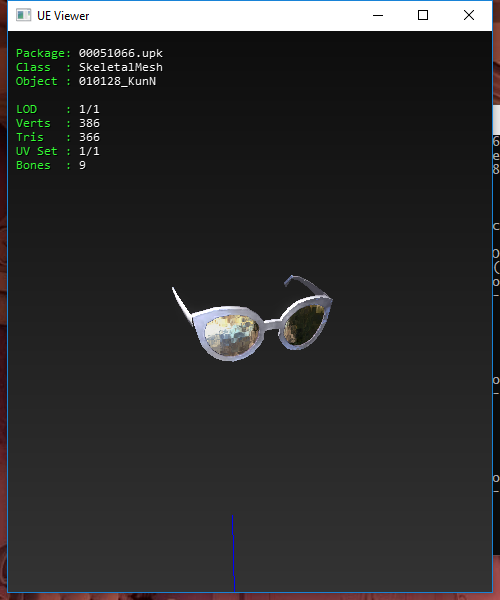 UE Viewer
Package: 00051066.upk
Class : SkeletalMesh
Object : 010128_KunN
LOD : 1/1
Verts : 386
Tris : 366
UV Set : 1/1
Bones : 9